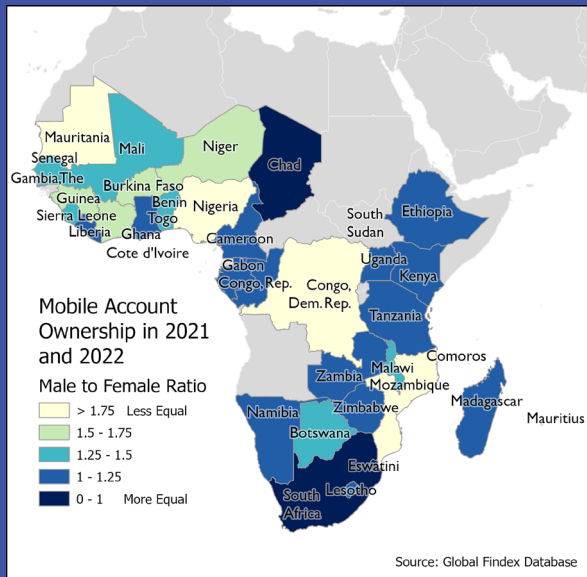 Mauritania
Mali
Niger
Chad
Senegal
Gambia,The
Burkina Faso
Guinea
Benin
Nigeria
Sierra Leone
Togo
Liberia
Ghana
Cote d'Ivoire
Cameroon
South
Sudan
Ethiopia
Gabon
Congo, Rep.
Congo,
Dem. Rep.
Uganda
Kenya
Tanzania
Comoros
Malawi
Zambia
Mozambique
Zimbabwe
Namibia
Botswana
Madagascar
Mauritius
Eswatini
Lesotho
South
Africa
Mobile Account
Ownership in 2021
and 2022
Male to Female Ratio
> 1.75 Less Equal
1.5 - 1.75
1.25 - 1.5
1 - 1.25
0 - 1 More Equal
Source: Global Findex Database